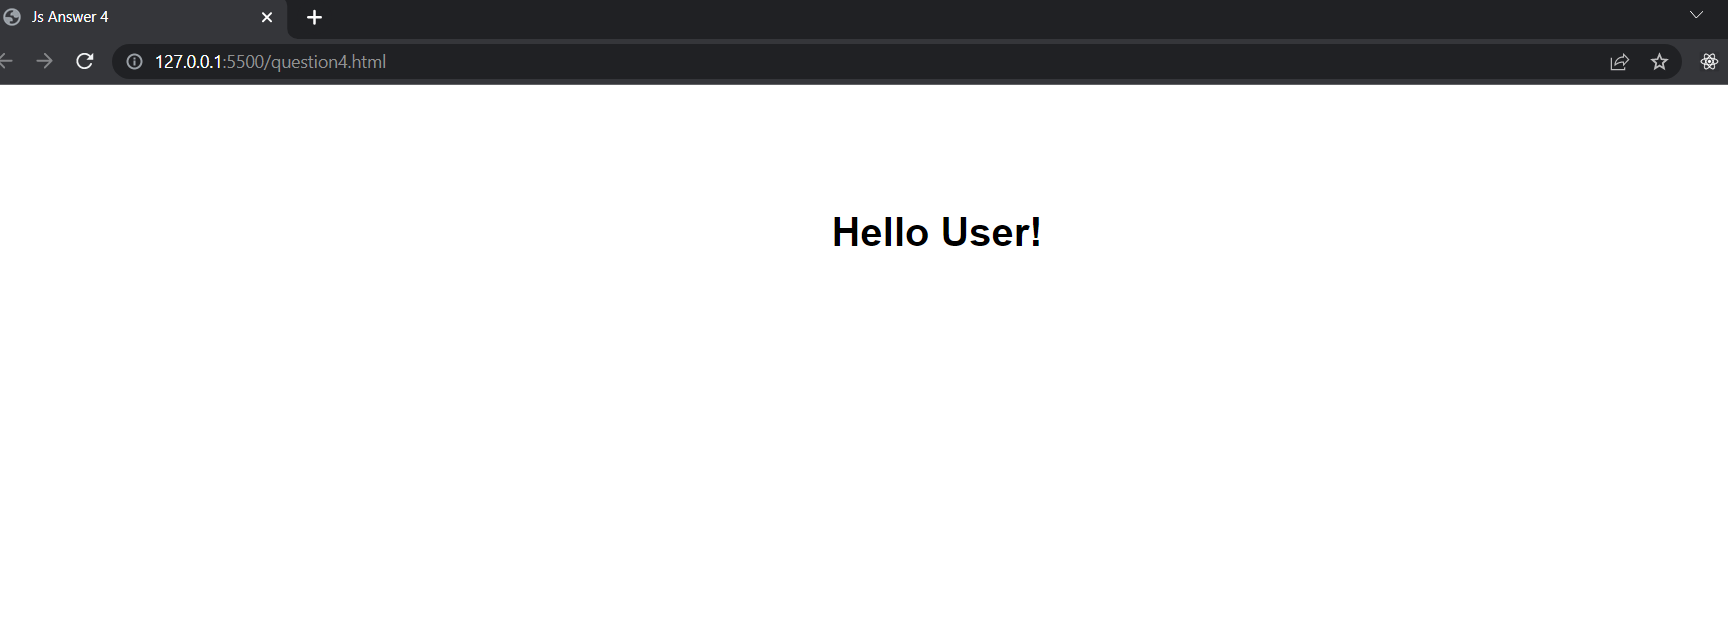 Js Answer 4
127.0.0.1:5500/question4.html
Hello User!